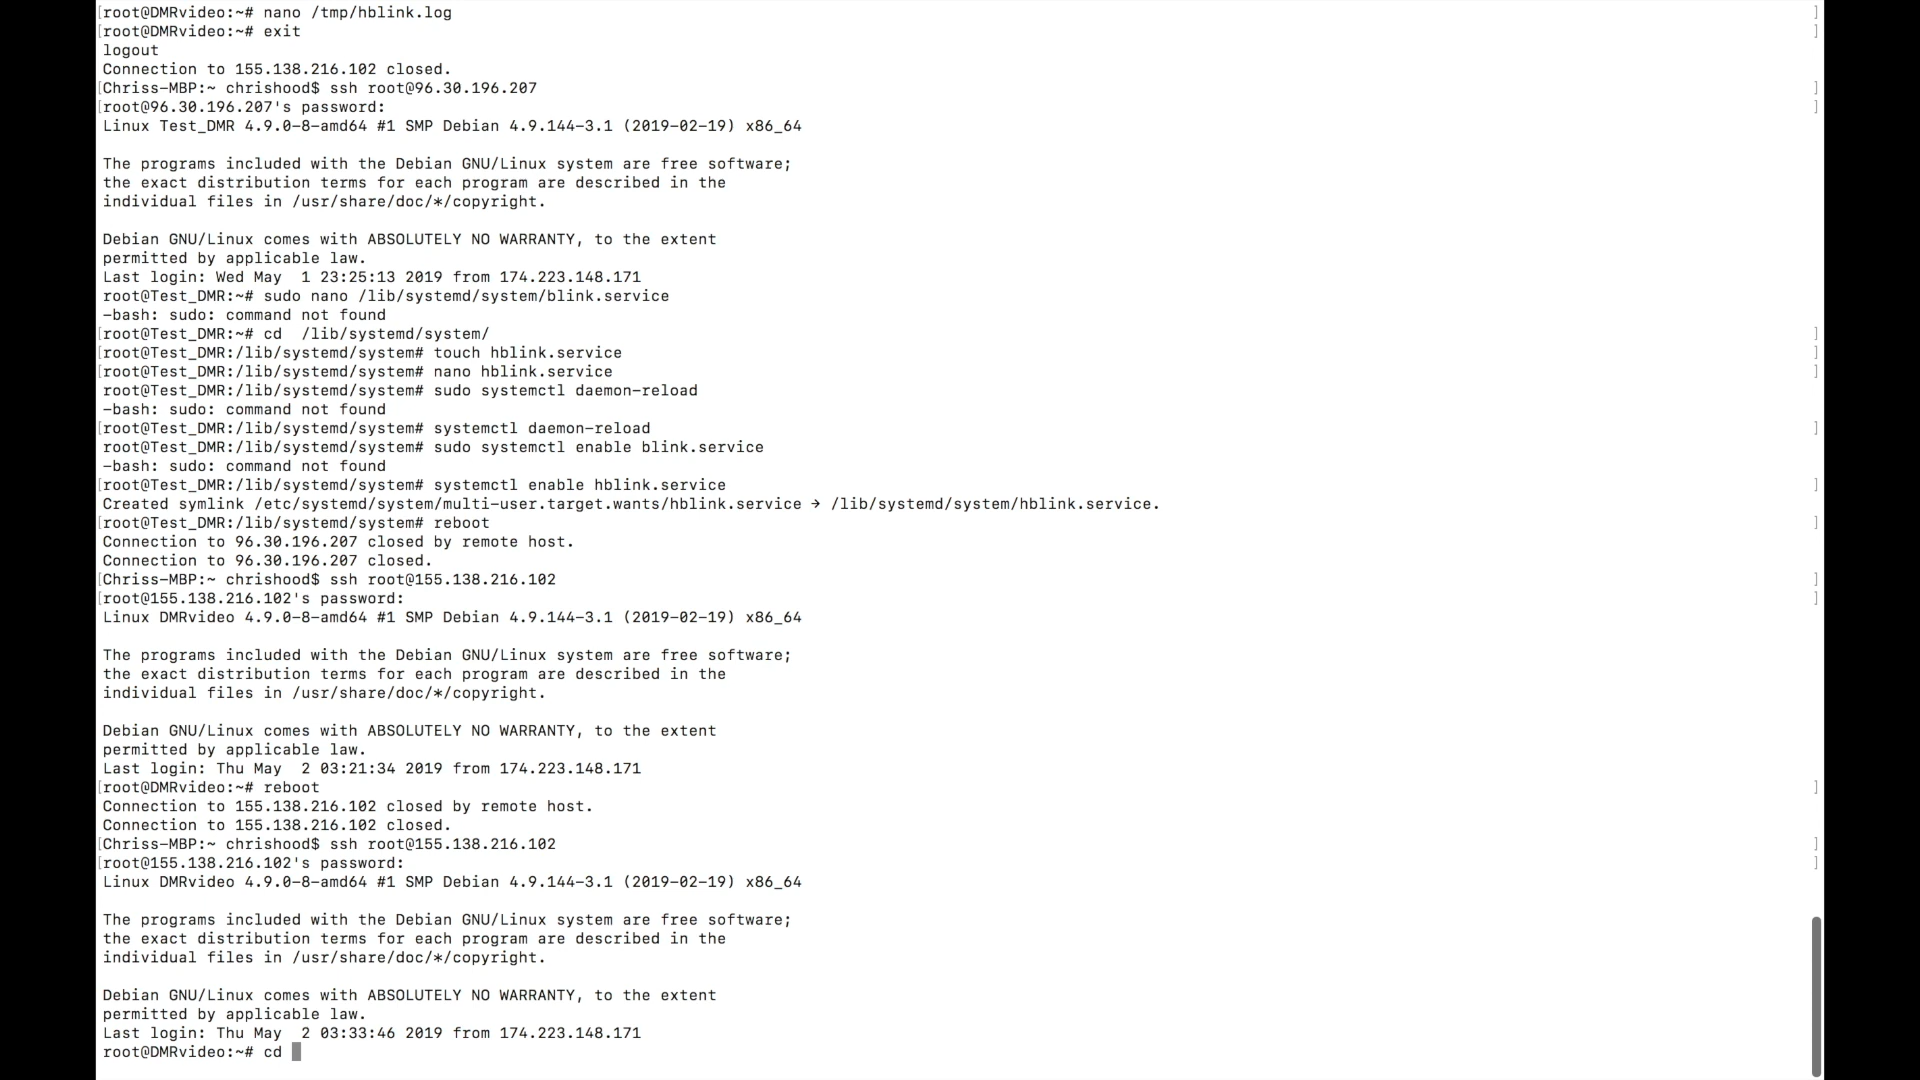 [root@DMRvideo:~# nano /tmp/hblink.log ]
[root@DMRvideo:~# exit ]
logout
Connection to 155.138.216.102 closed.
[Chriss-MBP:~ chrishood$ ssh root@96.30.196.207 ]
[root@96.30.196.207's password: ]
Linux Test_DMR 4.9.0-8-amd64 #1 SMP Debian 4.9.144-3.1 (2019-02-19) x86_64
The programs included with the Debian GNU/Linux system are free software;
the exact distribution terms for each program are described in the
individual files in /usr/share/doc/*/copyright.
Debian GNU/Linux comes with ABSOLUTELY NO WARRANTY, to the extent
permitted by applicable law.
Last login: Wed May  1 23:25:13 2019 from 174.223.148.171
root@Test_DMR:~# sudo nano /lib/systemd/system/blink.service
-bash: sudo: command not found
[root@Test_DMR:~# cd  /lib/systemd/system/ ]
[root@Test_DMR:/lib/systemd/system# touch hblink.service ]
[root@Test_DMR:/lib/systemd/system# nano hblink.service ]
root@Test_DMR:/lib/systemd/system# sudo systemctl daemon-reload
-bash: sudo: command not found
[root@Test_DMR:/lib/systemd/system# systemctl daemon-reload ]
root@Test_DMR:/lib/systemd/system# sudo systemctl enable blink.service
-bash: sudo: command not found
[root@Test_DMR:/lib/systemd/system# systemctl enable hblink.service ]
Created symlink /etc/systemd/system/multi-user.target.wants/hblink.service → /lib/systemd/system/hblink.service.
[root@Test_DMR:/lib/systemd/system# reboot ]
Connection to 96.30.196.207 closed by remote host.
Connection to 96.30.196.207 closed.
[Chriss-MBP:~ chrishood$ ssh root@155.138.216.102 ]
[root@155.138.216.102's password: ]
Linux DMRvideo 4.9.0-8-amd64 #1 SMP Debian 4.9.144-3.1 (2019-02-19) x86_64
The programs included with the Debian GNU/Linux system are free software;
the exact distribution terms for each program are described in the
individual files in /usr/share/doc/*/copyright.
Debian GNU/Linux comes with ABSOLUTELY NO WARRANTY, to the extent
permitted by applicable law.
Last login: Thu May  2 03:21:34 2019 from 174.223.148.171
[root@DMRvideo:~# reboot ]
Connection to 155.138.216.102 closed by remote host.
Connection to 155.138.216.102 closed.
[Chriss-MBP:~ chrishood$ ssh root@155.138.216.102 ]
[root@155.138.216.102's password: ]
Linux DMRvideo 4.9.0-8-amd64 #1 SMP Debian 4.9.144-3.1 (2019-02-19) x86_64
The programs included with the Debian GNU/Linux system are free software;
the exact distribution terms for each program are described in the
individual files in /usr/share/doc/*/copyright.
Debian GNU/Linux comes with ABSOLUTELY NO WARRANTY, to the extent
permitted by applicable law.
Last login: Thu May  2 03:33:46 2019 from 174.223.148.171
root@DMRvideo:~# cd